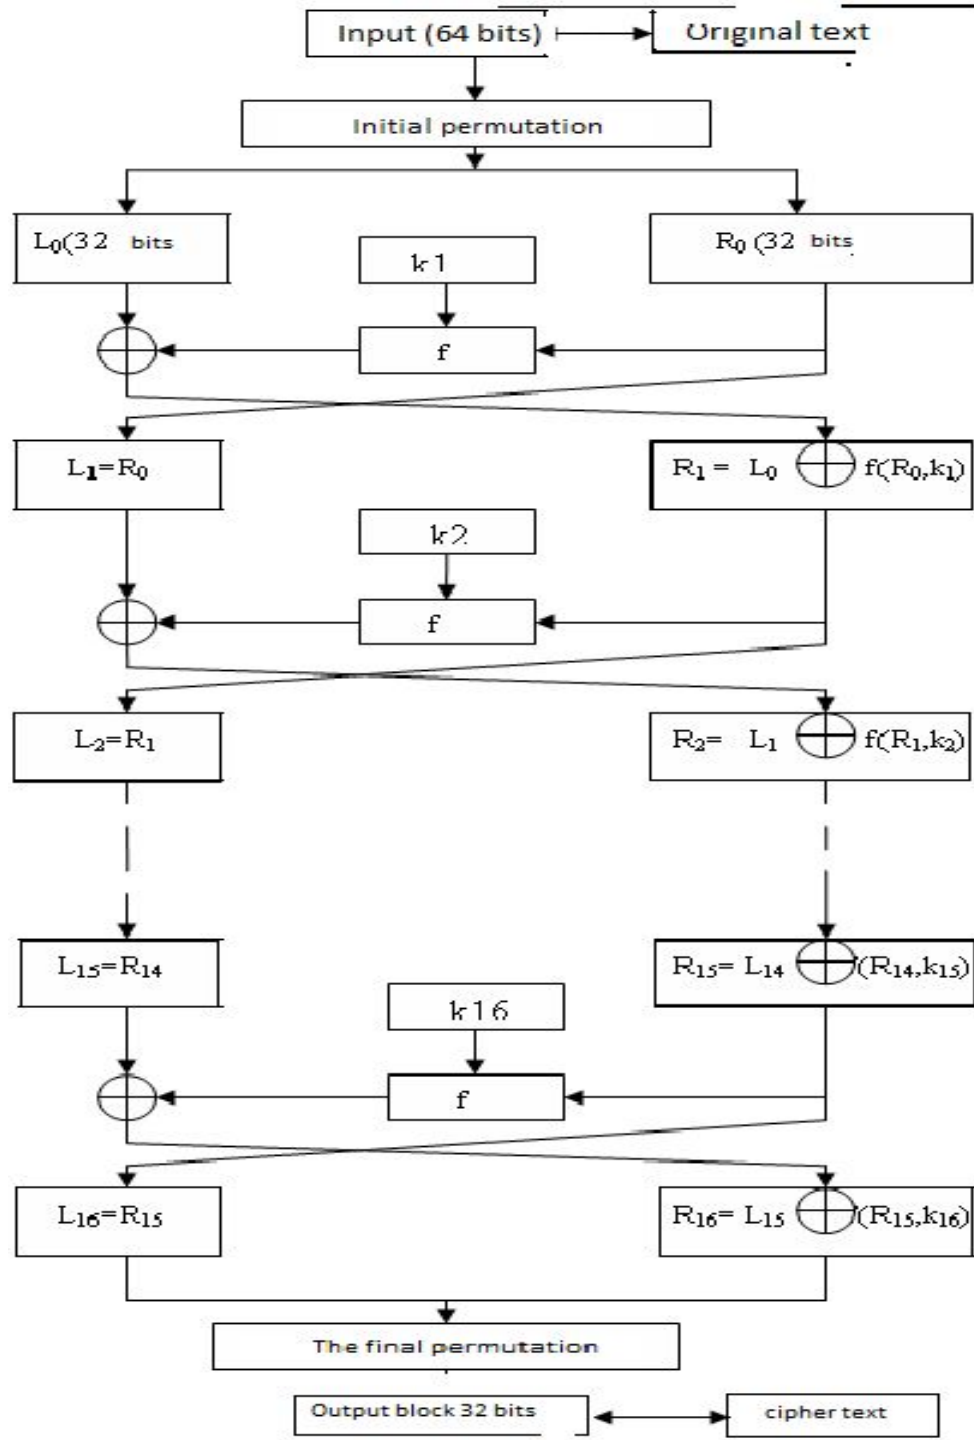 Input (64 bits)
Original text
Initial permutation
L0(32 bits
R0 (32 bits
k1
f
L1=R0
R1 = L0 ⊕ f(R0,k1)
k2
f
L2=R1
R2= L1 ⊕ f(R1,k2)
L15=R14
R15= L14 ⊕ (R14,k15)
k16
f
L16=R15
R16= L15 ⊕ (R15,k16)
The final permutation
Output block 32 bits
cipher text